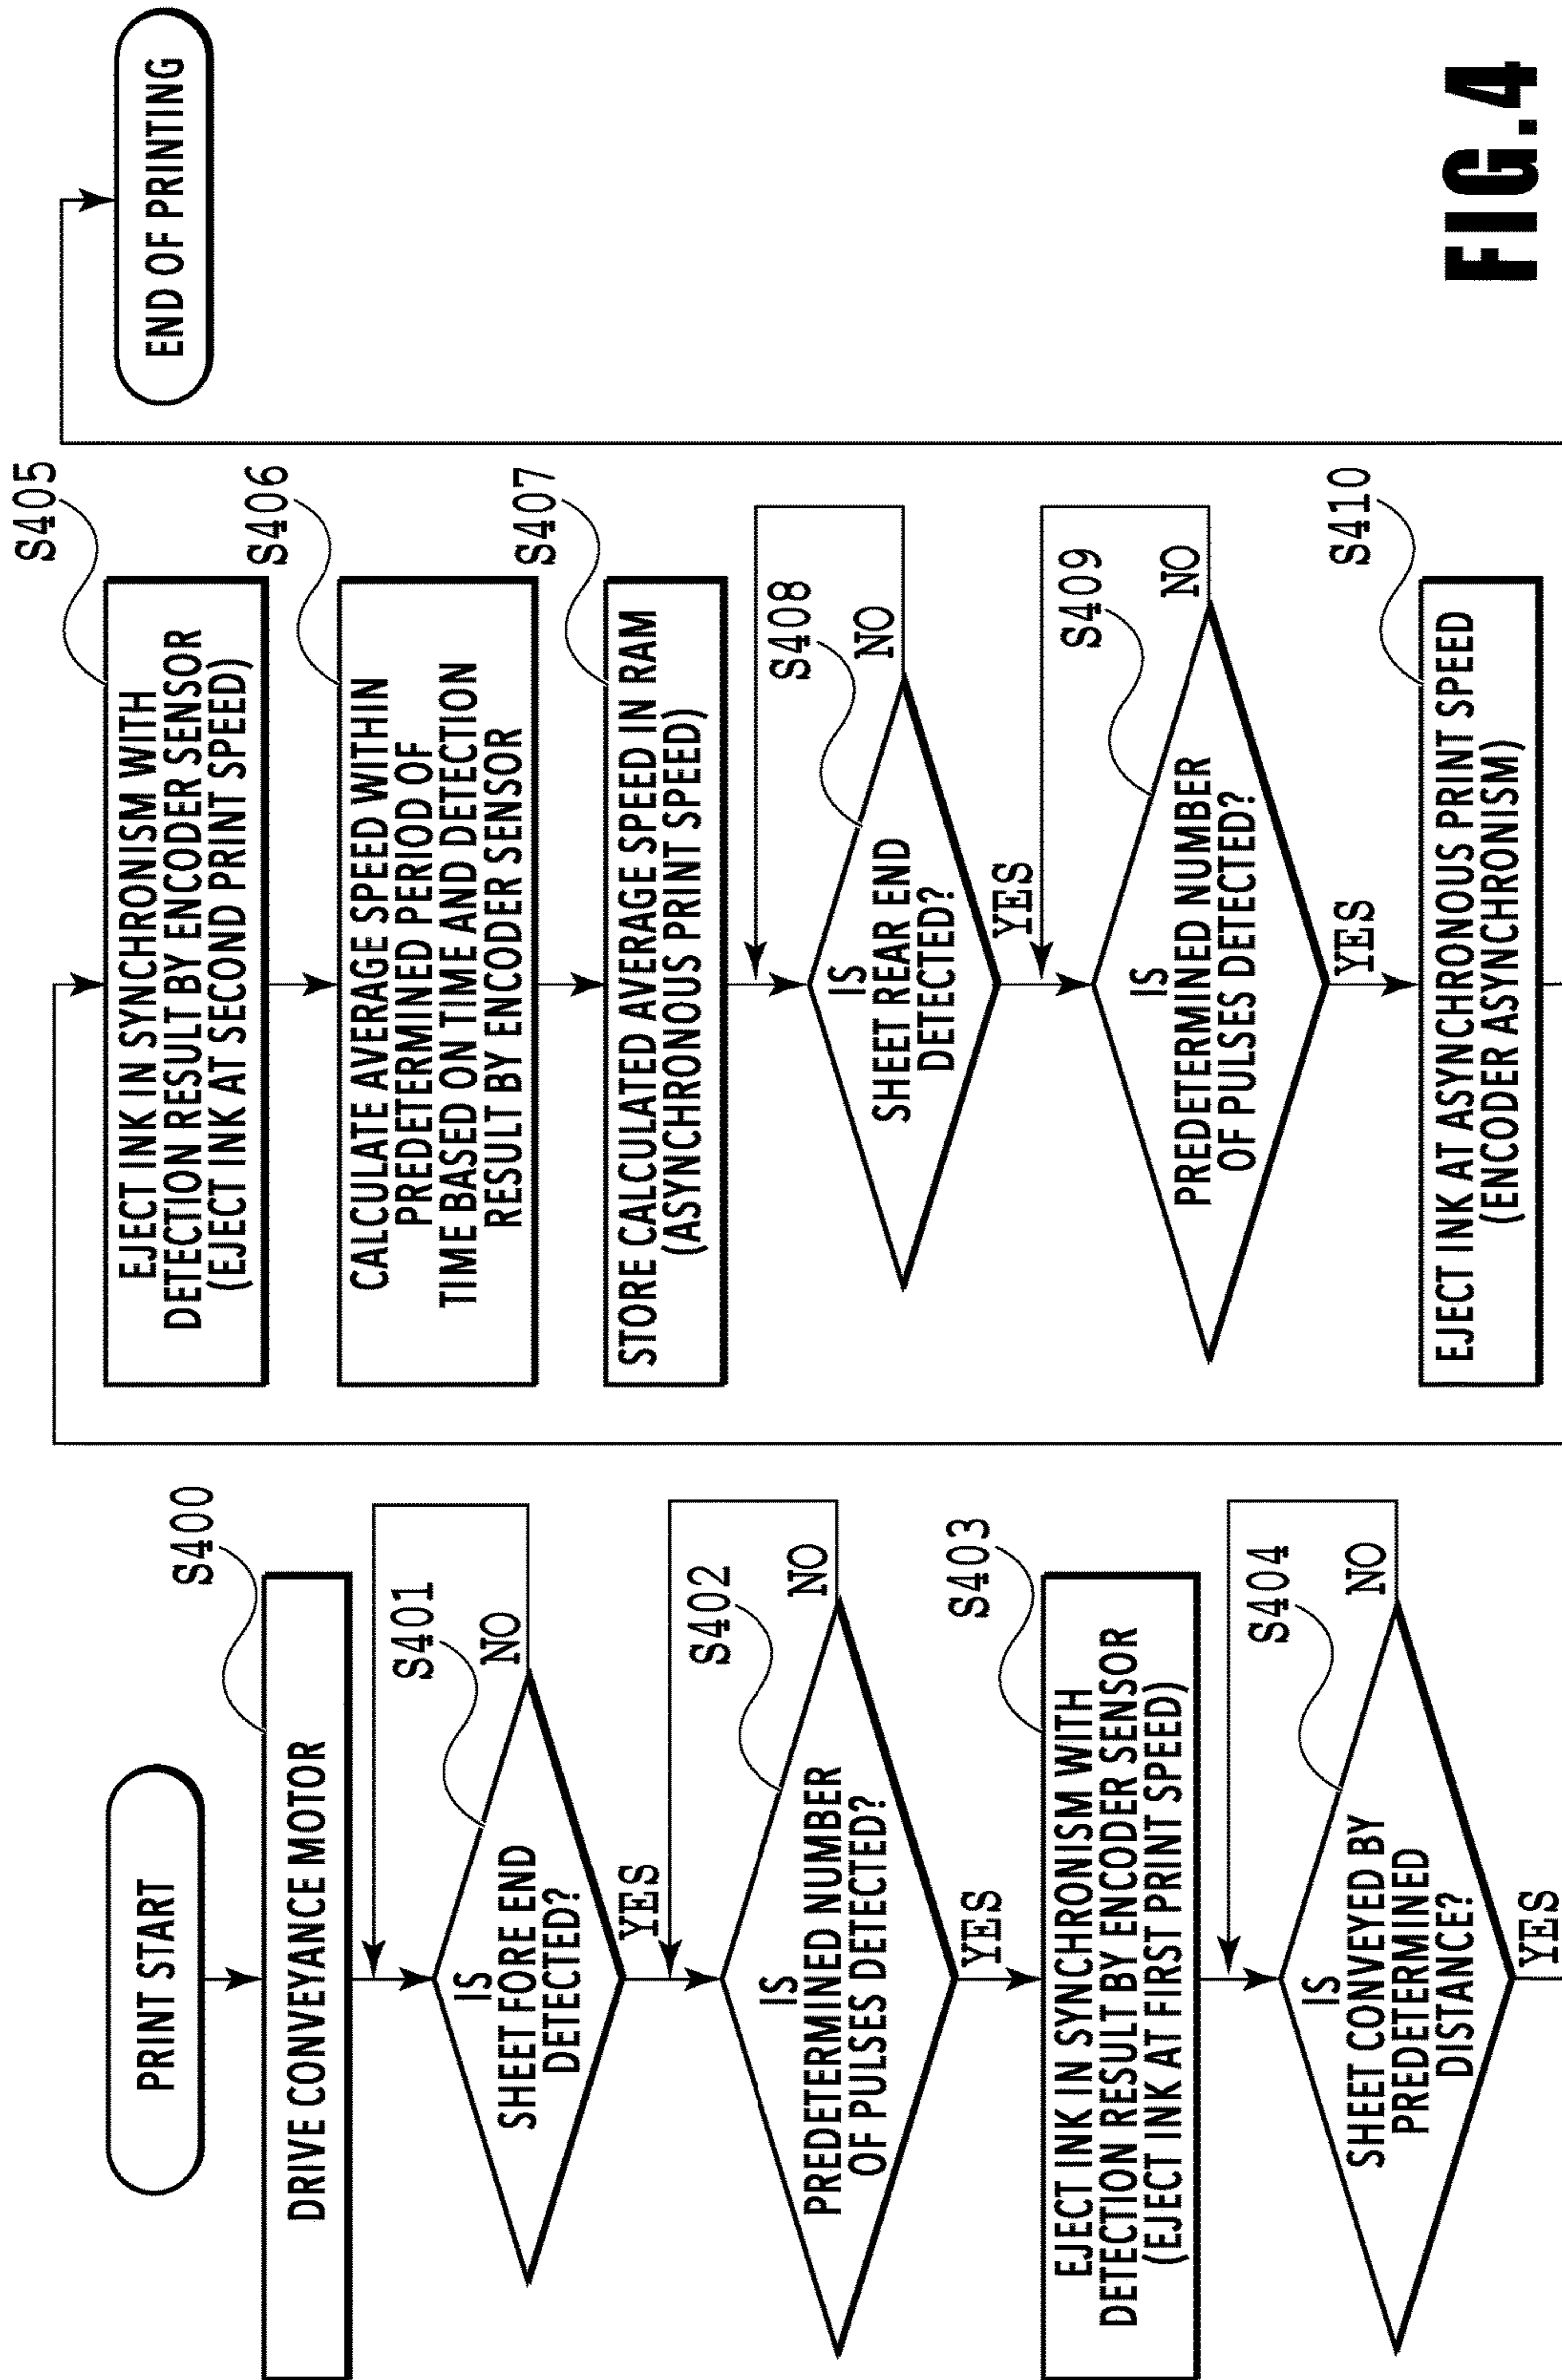 PRINT START
S400
DRIVE CONVEYANCE MOTOR
S401
IS
SHEET FORE END
DETECTED?
NO
YES
S402
IS
PREDETERMINED NUMBER
OF PULSES DETECTED?
NO
YES
S403
EJECT INK IN SYNCHRONISM WITH
DETECTION RESULT BY ENCODER SENSOR
(EJECT INK AT FIRST PRINT SPEED)
S404
IS
SHEET CONVEYED BY
PREDETERMINED
DISTANCE?
NO
YES
S405
EJECT INK IN SYNCHRONISM WITH
DETECTION RESULT BY ENCODER SENSOR
(EJECT INK AT SECOND PRINT SPEED)
S406
CALCULATE AVERAGE SPEED WITHIN
PREDETERMINED PERIOD OF
TIME BASED ON TIME AND DETECTION
RESULT BY ENCODER SENSOR
S407
STORE CALCULATED AVERAGE SPEED IN RAM
(ASYNCHRONOUS PRINT SPEED)
S408
IS
SHEET REAR END
DETECTED?
NO
YES
S409
IS
PREDETERMINED NUMBER
OF PULSES DETECTED?
NO
YES
S410
EJECT INK AT ASYNCHRONOUS PRINT SPEED
(ENCODER ASYNCHRONISM)
END OF PRINTING
FIG.4